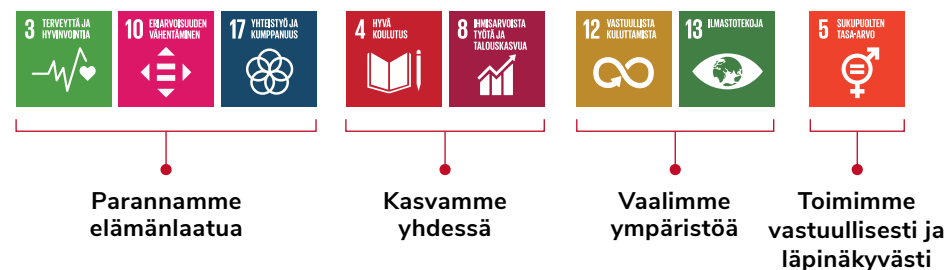 3 TERVEYTTÄ JA
HYVINVOINTIA
10 ERIARVOISUUDEN
VÄHENTÄMINEN
17 YHTEISTYÖ JA
KUMPPANUUS
4 HYVÄ
KOULUTUS
8 IHMISARVOISTA
TYÖTÄ JA
TALOUSKASVUA
12 VASTUULLISTA
KULUTTAMISTA
13 ILMASTOTEKOJA
5 SUKUPUOLTEN
TASA-ARVO
Parannamme
elämänlaatua
Kasvamme
yhdessä
Vaalimme
ympäristöä
Toimimme
vastuullisesti ja
läpinäkyvästi